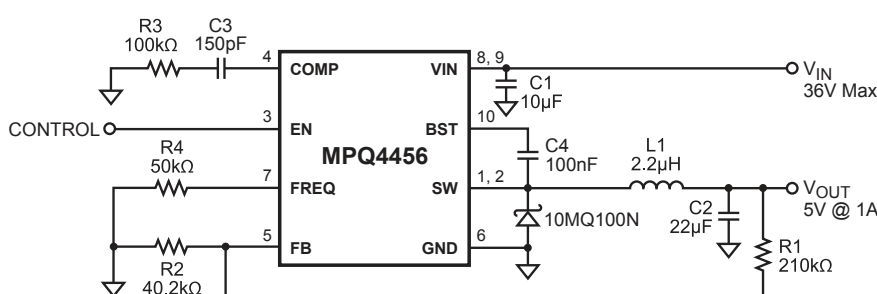 R3
100kΩ
C3
150pF
4
COMP
VIN
8, 9
C1
10µF
VIN
36V Max
CONTROL
3
EN
BST
10
C4
100nF
MPQ4456
R4
50kΩ
7
FREQ
SW
1, 2
L1
2.2µH
VOUT
5V @ 1A
10MQ100N
C2
22µF
R1
210kΩ
5
FB
GND
6
R2
40.2kΩ